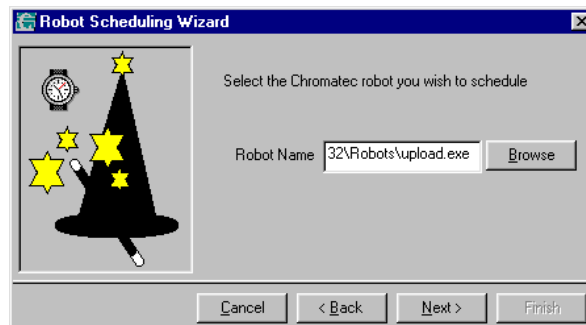 Robot Scheduling Wizard
Select the Chromatec robot you wish to schedule
Robot Name 32\Robots\upload.exe Browse
Cancel < Back Next > Finish